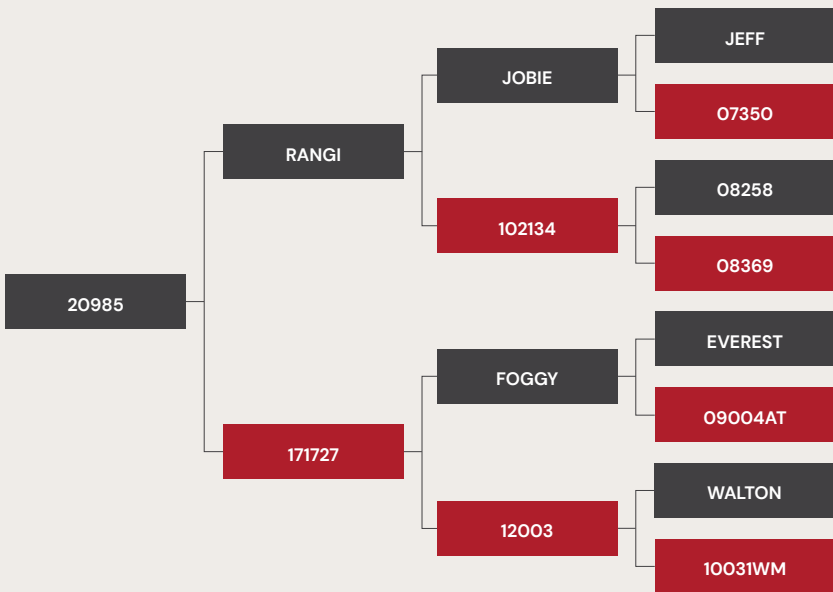 JEFF
JOBIE
07350
RANGI
08258
102134
08369
20985
EVEREST
FOGGY
09004AT
171727
WALTON
12003
10031WM